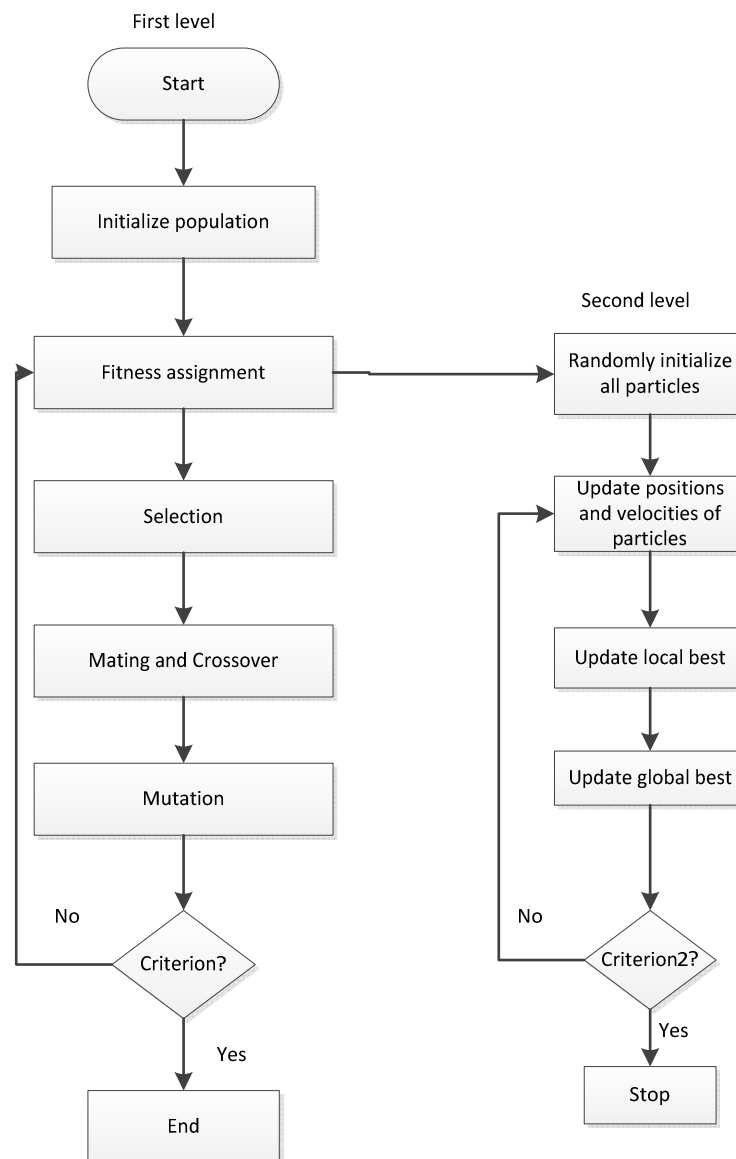 First level
Start
Initialize population
Fitness assignment
Selection
Mating and Crossover
Mutation
No
Criterion?
Yes
End
Second level
Randomly initialize
all particles
Update positions
and velocities of
particles
Update local best
Update global best
No
Criterion2?
Yes
Stop